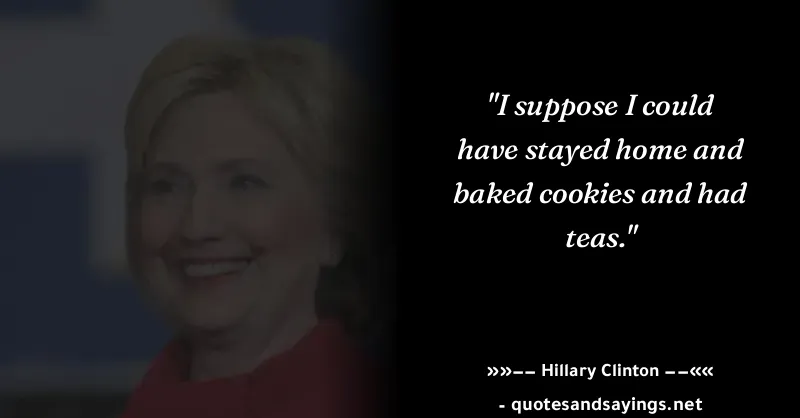 "I suppose I could
have stayed home and
baked cookies and had
teas."
»»−− Hillary Clinton −−««
- quotesandsayings.net